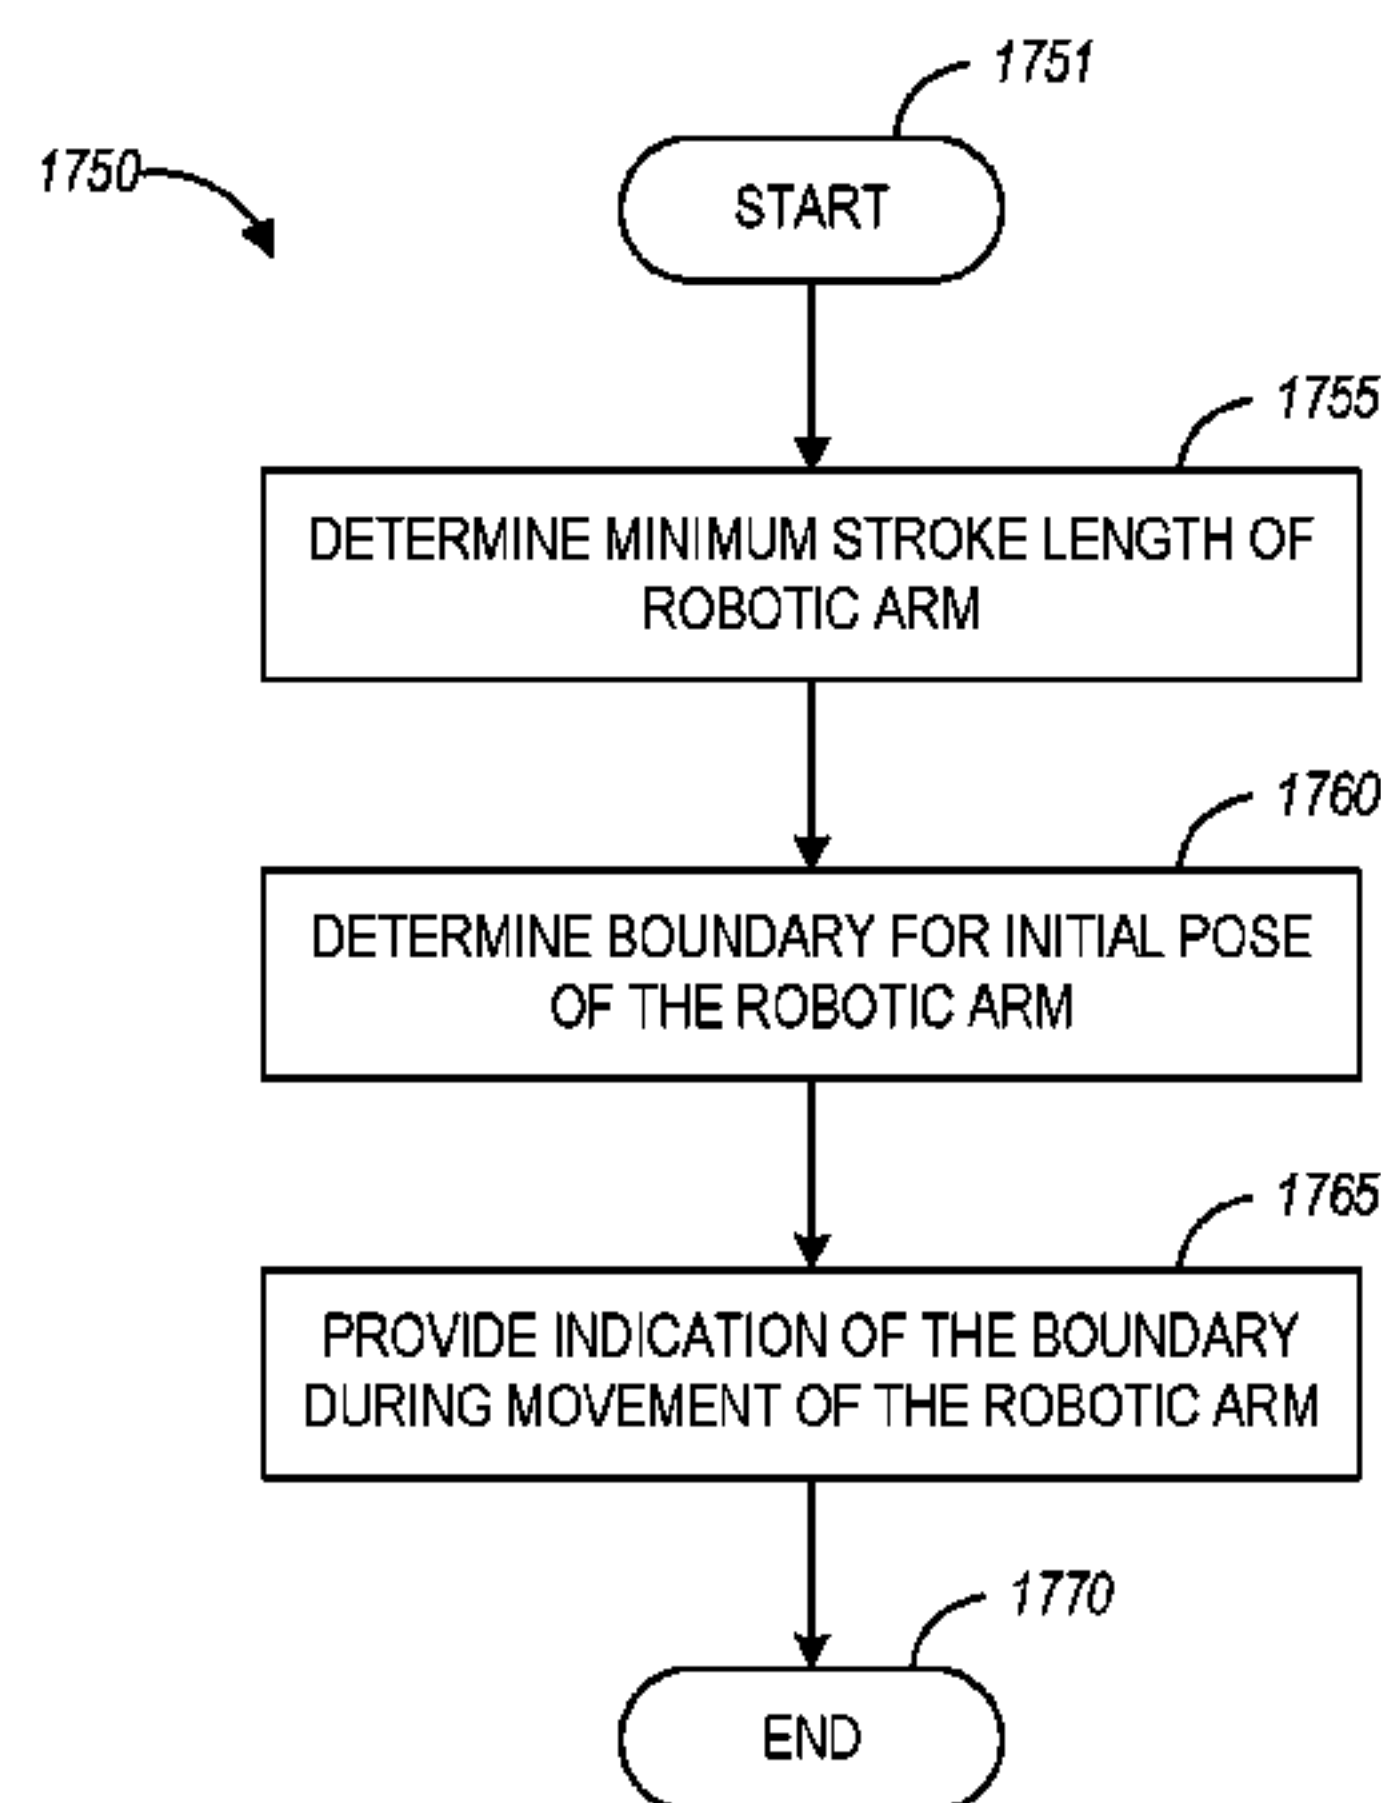 1751
1750
START
1755
DETERMINE MINIMUM STROKE LENGTH OF
ROBOTIC ARM
1760
DETERMINE BOUNDARY FOR INITIAL POSE
OF THE ROBOTIC ARM
1765
PROVIDE INDICATION OF THE BOUNDARY
DURING MOVEMENT OF THE ROBOTIC ARM
1770
END